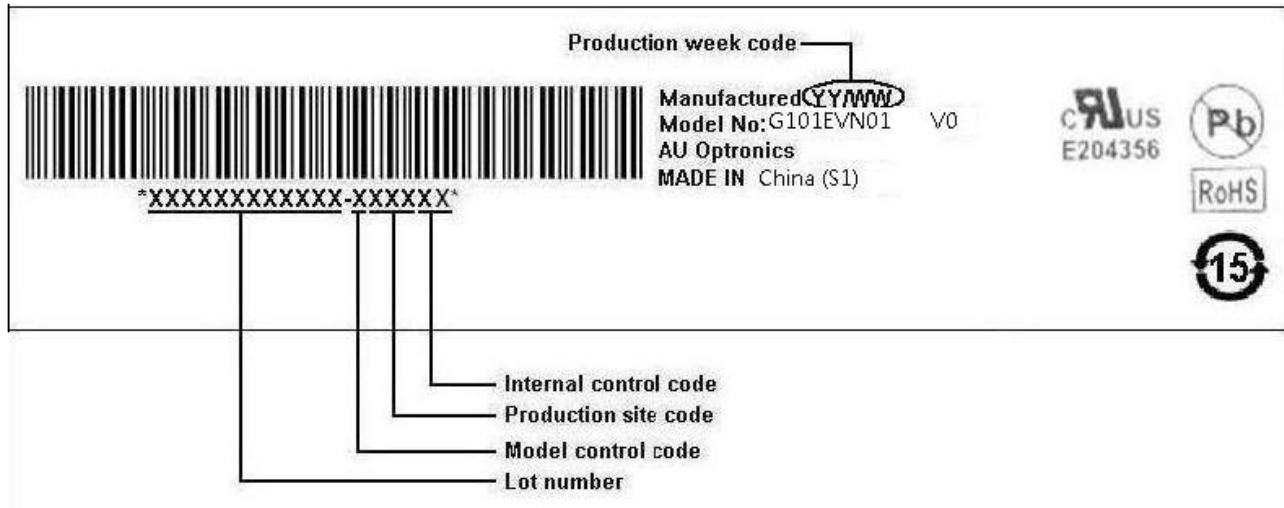 Production week code
Manufactured YY/WW
Model No:G101EVN01 V0
AU Optronics
MADE IN China (S1)
*XXXXXXXXXXXX-XXXXXX*
c RU US
E204356
Pb
RoHS
15
Internal control code
Production site code
Model control code
Lot number